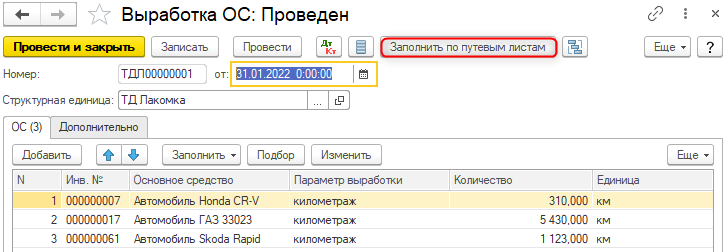 Выработка ОС: Проведен
Провести и закрыть Записать Провести Дт Кт Заполнить по путевым листам Еще ?
Номер: ТДЛ00000001 от: 31.01.2022 0:00:00
Структурная единица: ТД Лакомка ...
ОС (3) Дополнительно
Добавить Заполнить Подбор Изменить Еще
N Инв. № Основное средство Параметр выработки Количество Единица
1 000000007 Автомобиль Honda CR-V километраж 310,000 км
2 000000017 Автомобиль ГАЗ 33023 километраж 5 430,000 км
3 000000061 Автомобиль Skoda Rapid километраж 1 123,000 км